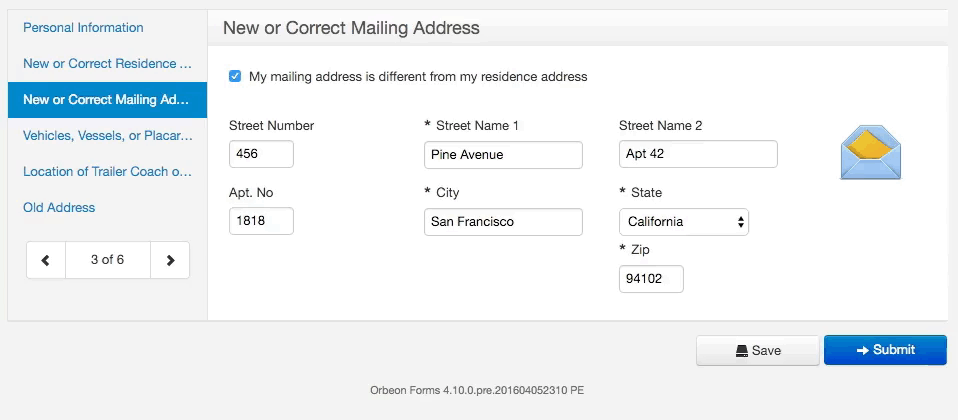 Personal Information
New or Correct Residence ...
New or Correct Mailing Ad...
Vehicles, Vessels, or Placar...
Location of Trailer Coach o...
Old Address
3 of 6
New or Correct Mailing Address
My mailing address is different from my residence address
Street Number * Street Name 1 Street Name 2
456 Pine Avenue Apt 42
Apt. No * City * State
1818 San Francisco California
* Zip
94102
Save Submit
Orbeon Forms 4.10.0.pre.201604052310 PE